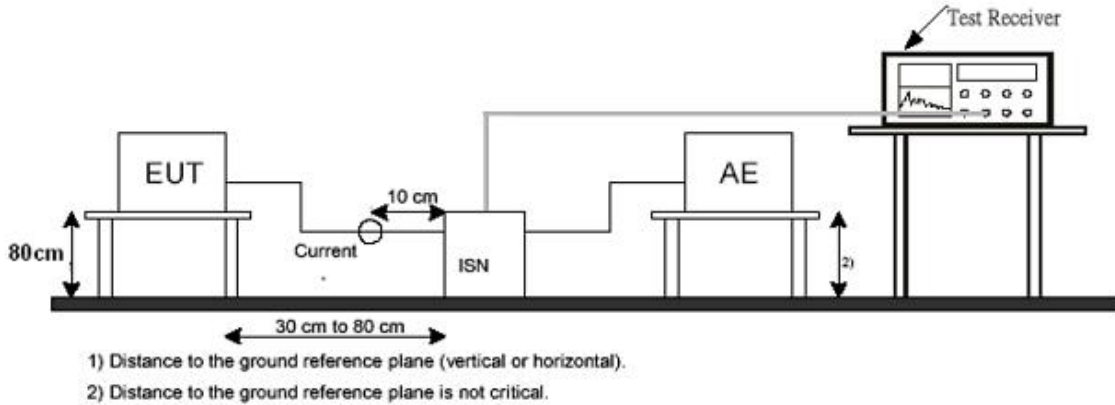 Test Receiver
EUT
AE
10 cm
80cm
Current
ISN
2)
30 cm to 80 cm
1) Distance to the ground reference plane (vertical or horizontal).
2) Distance to the ground reference plane is not critical.